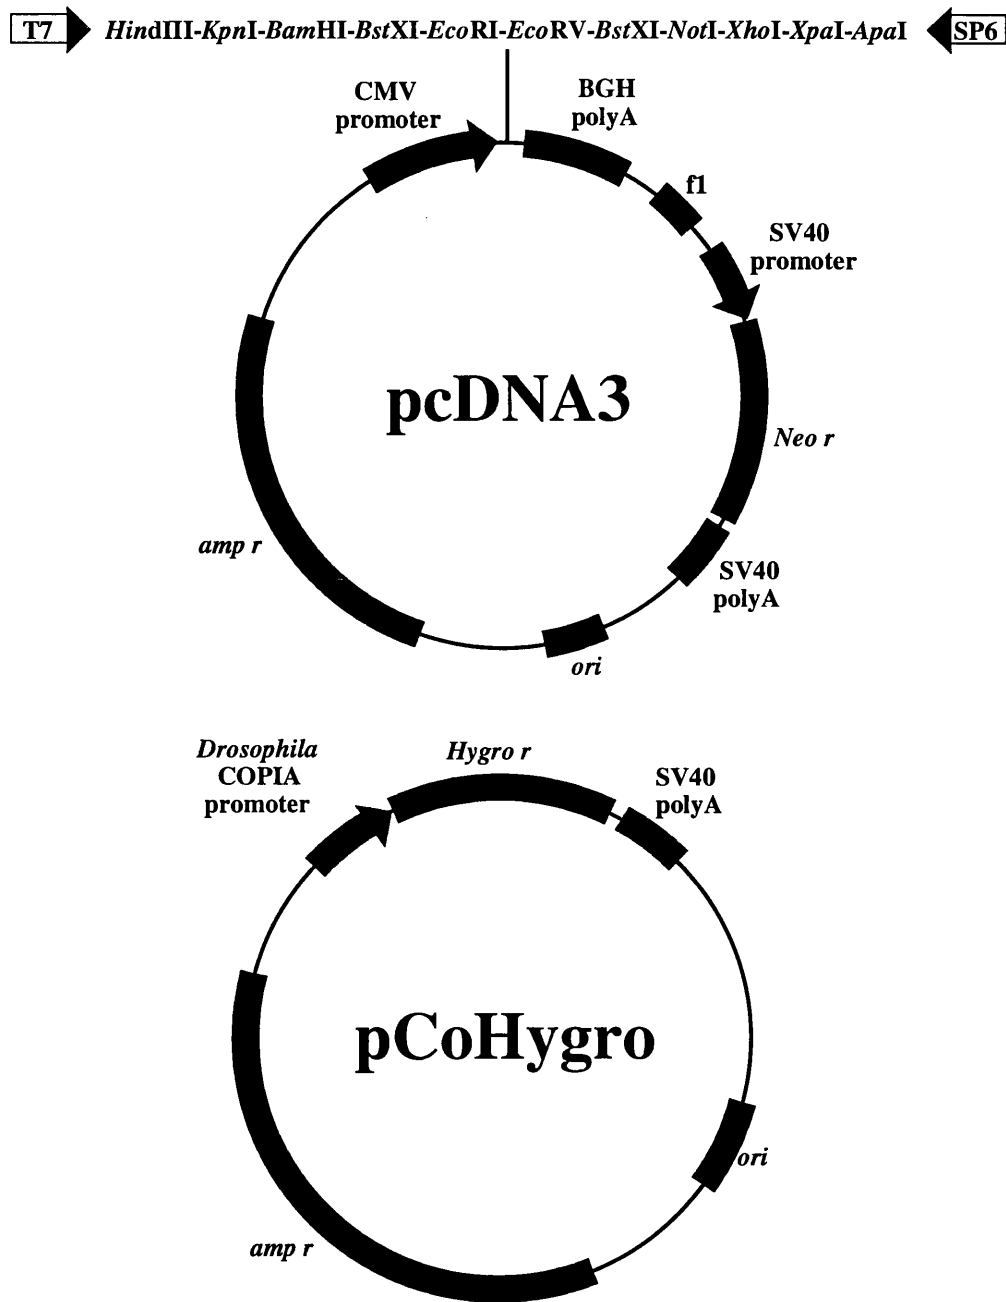 T7 HindIII-KpnI-BamHI-BstXI-EcoRI-EcoRV-BstXI-NotI-XhoI-XpaI-ApaI SP6
CMV
promoter
BGH
polyA
f1
SV40
promoter
pcDNA3
Neo r
amp r
SV40
polyA
ori
Drosophila
COPIA
promoter
Hygro r
SV40
polyA
pCoHygro
ori
amp r